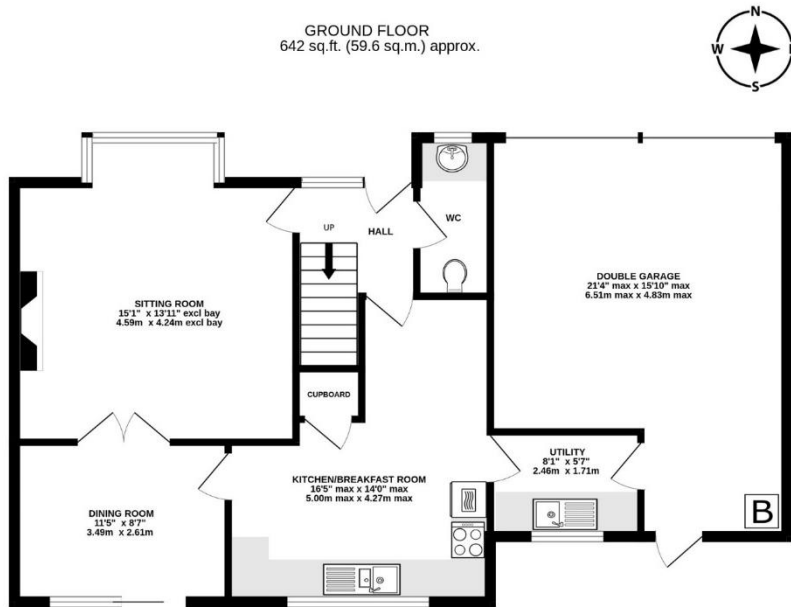 GROUND FLOOR
642 sq.ft. (59.6 sq.m.) approx.
N
W
S
UP
HALL
WC
SITTING ROOM
15'1" x 13'11" excl bay
4.59m x 4.24m excl bay
DOUBLE GARAGE
21'4" max x 15'10" max
6.51m max x 4.83m max
CUPBOARD
KITCHEN/BREAKFAST ROOM
16'5" max x 14'0" max
5.00m max x 4.27m max
UTILITY
8'1" x 5'7"
2.46m x 1.71m
DINING ROOM
11'5" x 8'7"
3.49m x 2.61m
B